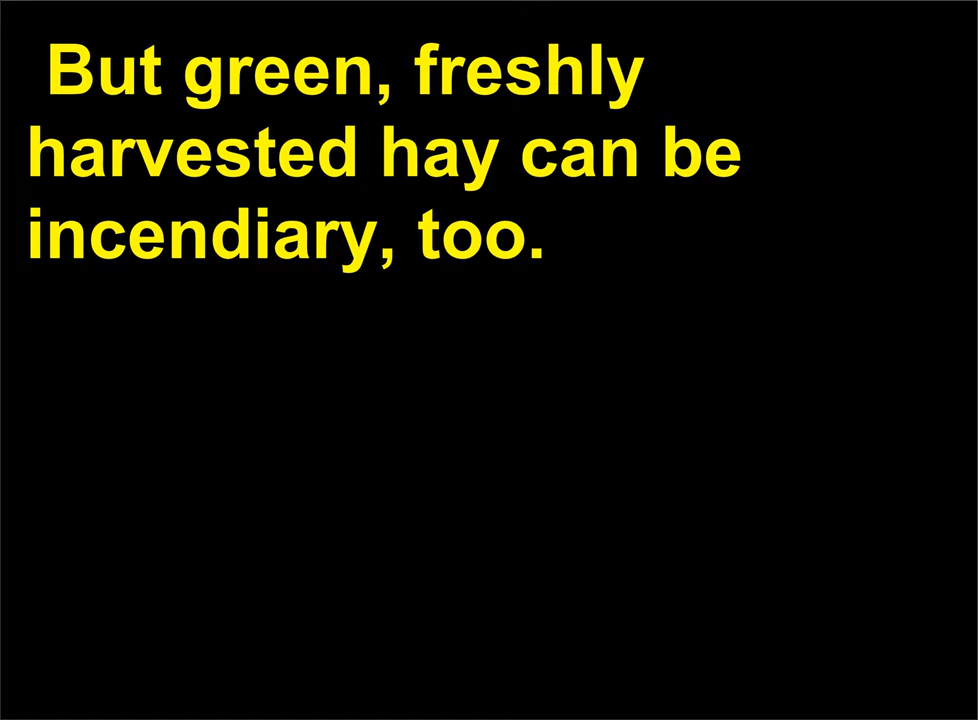 But green, freshly
harvested hay can be
incendiary, too.